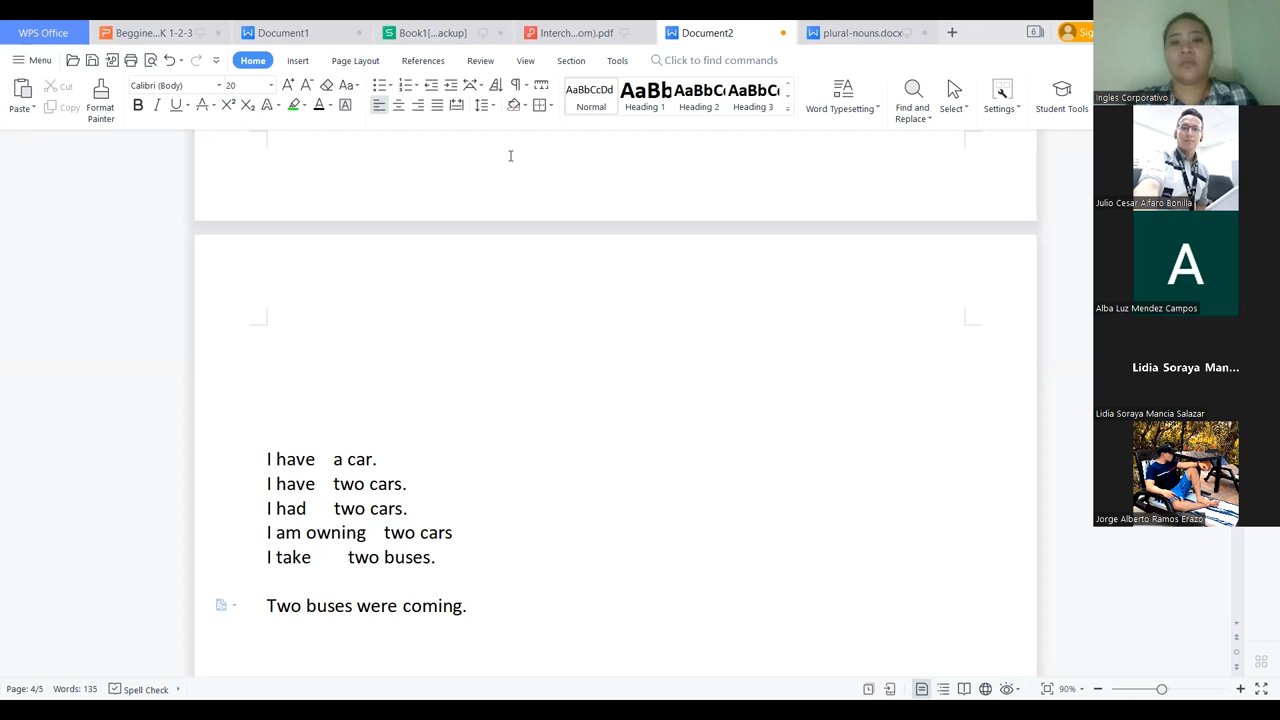 WPS Office
Beggine...K 1-2-3
Document1
Book1[...ackup]
Interch...om).pdf
Document2
plural-nouns.docx
6
Menu
Home
Insert
Page Layout
References
Review
View
Section
Tools
Click to find commands
Paste
Cut
Copy
Format Painter
Calibri (Body)
20
AaBbCcDd
Normal
AaBb
Heading 1
AaBbC
Heading 2
AaBbC
Heading 3
Word Typesetting
Find and Replace
Select
Settings
Student Tools
Ingles Corporativo
Julio Cesar Alfaro Bonilla
A
Alba Luz Mendez Campos
Lidia Soraya Man...
Lidia Soraya Mancia Salazar
Jorge Alberto Ramos Erazo
I have a car.
I have two cars.
I had two cars.
I am owning two cars
I take two buses.
Two buses were coming.
Page: 4/5 Words: 135 Spell Check
90%